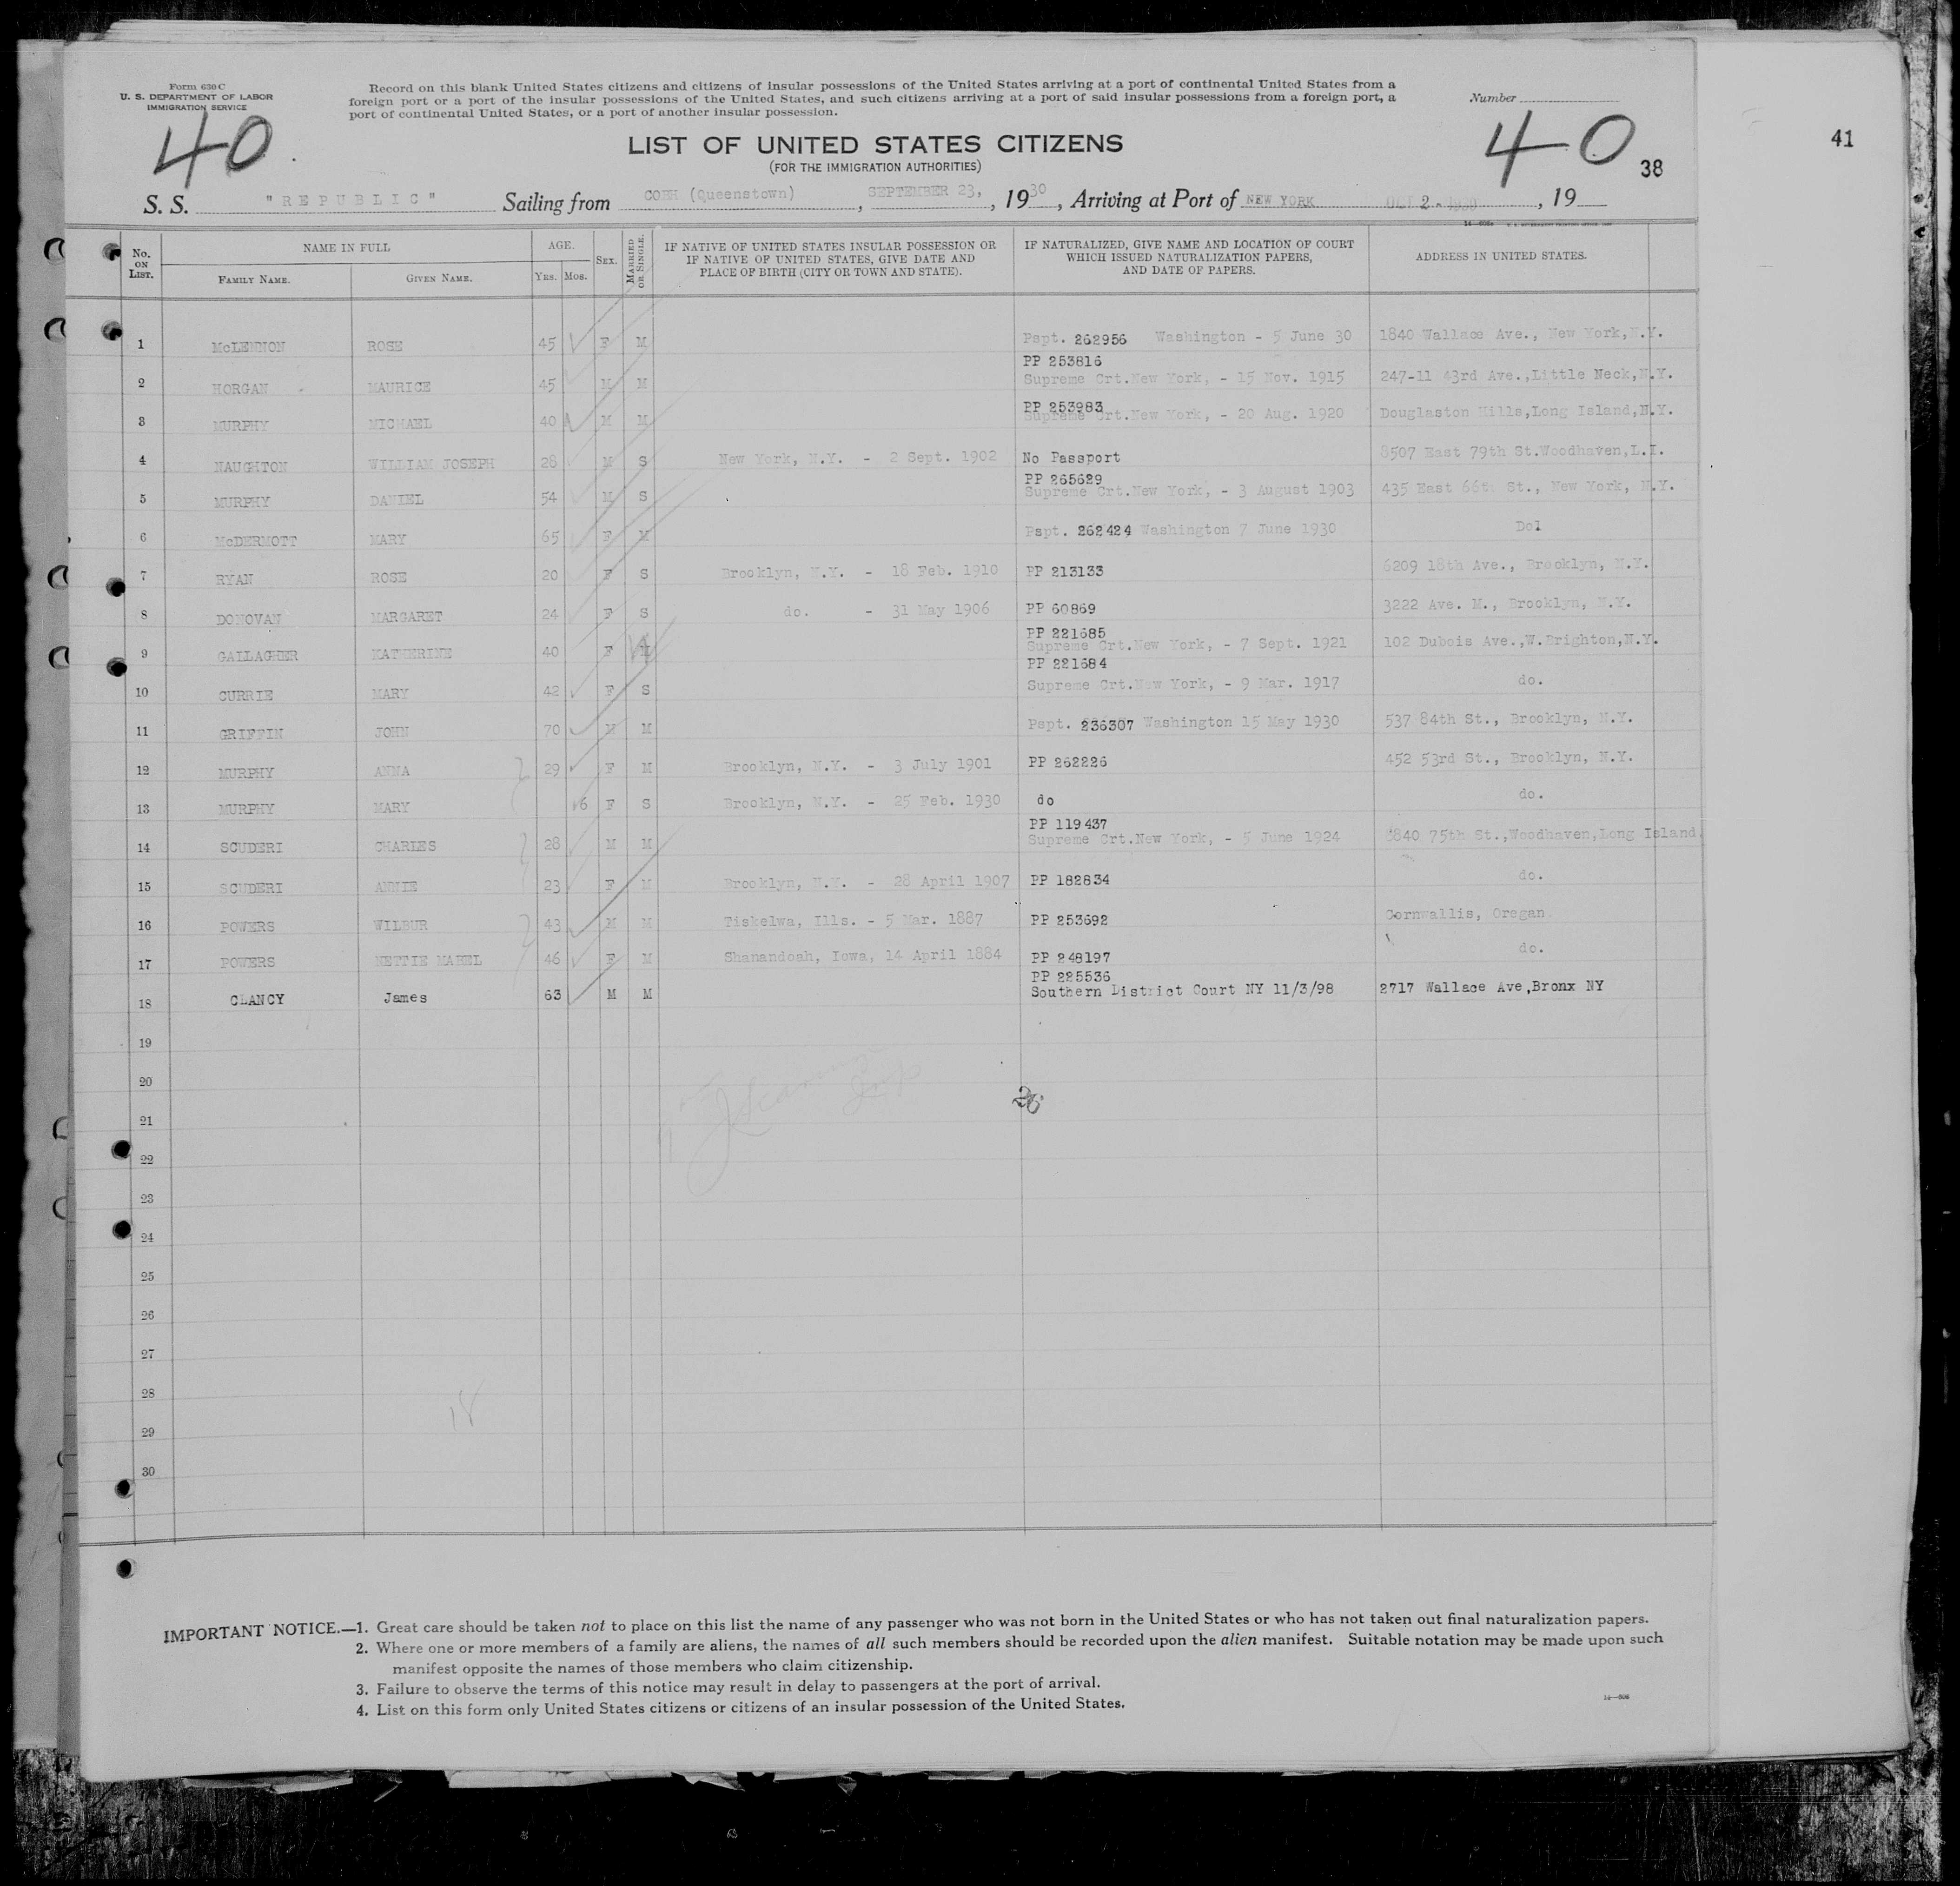 Form 630 C
U. S. DEPARTMENT OF LABOR
IMMIGRATION SERVICE
Record on this blank United States citizens and citizens of insular possessions of the United States arriving at a port of continental United States from a
foreign port or a port of the insular possessions of the United States, and such citizens arriving at a port of said insular possessions from a foreign port, a
port of continental United States, or a port of another insular possession.
Number
40
40
38
41
LIST OF UNITED STATES CITIZENS
(FOR THE IMMIGRATION AUTHORITIES)
S. S. "REPUBLIC" Sailing from COBH (Queenstown), SEPTEMBER 23, 1930, Arriving at Port of NEW YORK OCT 2 - 1930, 19
No. ON LIST. NAME IN FULL FAMILY NAME. GIVEN NAME. AGE. YRS. MOS. SEX. MARRIED OR SINGLE. IF NATIVE OF UNITED STATES INSULAR POSSESSION OR IF NATIVE OF UNITED STATES, GIVE DATE AND PLACE OF BIRTH (CITY OR TOWN AND STATE). IF NATURALIZED, GIVE NAME AND LOCATION OF COURT WHICH ISSUED NATURALIZATION PAPERS, AND DATE OF PAPERS. ADDRESS IN UNITED STATES.
1 McLENNON ROSE 45 F M Pspt. 262956 Washington - 5 June 30 1840 Wallace Ave., New York, N.Y.
PP 253816
2 HORGAN MAURICE 45 M M Supreme Crt.New York, - 15 Nov. 1915 247-11 43rd Ave.,Little Neck,N.Y.
PP 253983
3 MURPHY MICHAEL 40 M M Supreme Crt.New York, - 20 Aug. 1920 Douglaston Hills,Long Island,N.Y.
4 NAUGHTON WILLIAM JOSEPH 28 M S New York, N.Y. - 2 Sept. 1902 No Passport 8507 East 79th St.Woodhaven,L.I.
PP 265629
5 MURPHY DANIEL 54 M S Supreme Crt.New York, - 3 August 1903 435 East 66th St., New York, N.Y.
6 McDERMOTT MARY 65 F M Pspt. 262424 Washington 7 June 1930 Do1
7 RYAN ROSE 20 F S Brooklyn, N.Y. - 18 Feb. 1910 PP 213133 6209 18th Ave., Brooklyn, N.Y.
8 DONOVAN MARGARET 24 F S do. - 31 May 1906 PP 60869 3222 Ave. M., Brooklyn, N.Y.
PP 221685
9 GALLAGHER KATHERINE 40 F M Supreme Crt.New York, - 7 Sept. 1921 102 Dubois Ave.,W.Brighton,N.Y.
PP 221684
10 CURRIE MARY 42 F S Supreme Crt.New York, - 9 Mar. 1917 do.
11 GRIFFIN JOHN 70 M M Pspt. 236307 Washington 15 May 1930 537 84th St., Brooklyn, N.Y.
12 MURPHY ANNA 29 F M Brooklyn, N.Y. - 3 July 1901 PP 262226 452 53rd St., Brooklyn, N.Y.
13 MURPHY MARY 6 F S Brooklyn, N.Y. - 25 Feb. 1930 do do.
PP 119437
14 SCUDERI CHARLES 28 M M Supreme Crt.New York, - 5 June 1924 8840 75th St.,Woodhaven,Long Island.
15 SCUDERI ANNIE 23 F M Brooklyn, N.Y. - 28 April 1907 PP 182834 do.
16 POWERS WILBUR 43 M M Tiskelwa, Ills. - 5 Mar. 1887 PP 253692 Cornwallis, Oregan
17 POWERS NETTIE MABEL 46 F M Shanandoah, Iowa, 14 April 1884 PP 248197 do.
PP 225536
18 CLANCY James 63 M M Southern District Court NY 11/3/98 2717 Wallace Ave,Bronx NY
19
20
21
22
23
24
25
26
27
28
18
29
30
IMPORTANT NOTICE.—1. Great care should be taken not to place on this list the name of any passenger who was not born in the United States or who has not taken out final naturalization papers.
2. Where one or more members of a family are aliens, the names of all such members should be recorded upon the alien manifest. Suitable notation may be made upon such
manifest opposite the names of those members who claim citizenship.
3. Failure to observe the terms of this notice may result in delay to passengers at the port of arrival.
4. List on this form only United States citizens or citizens of an insular possession of the United States.